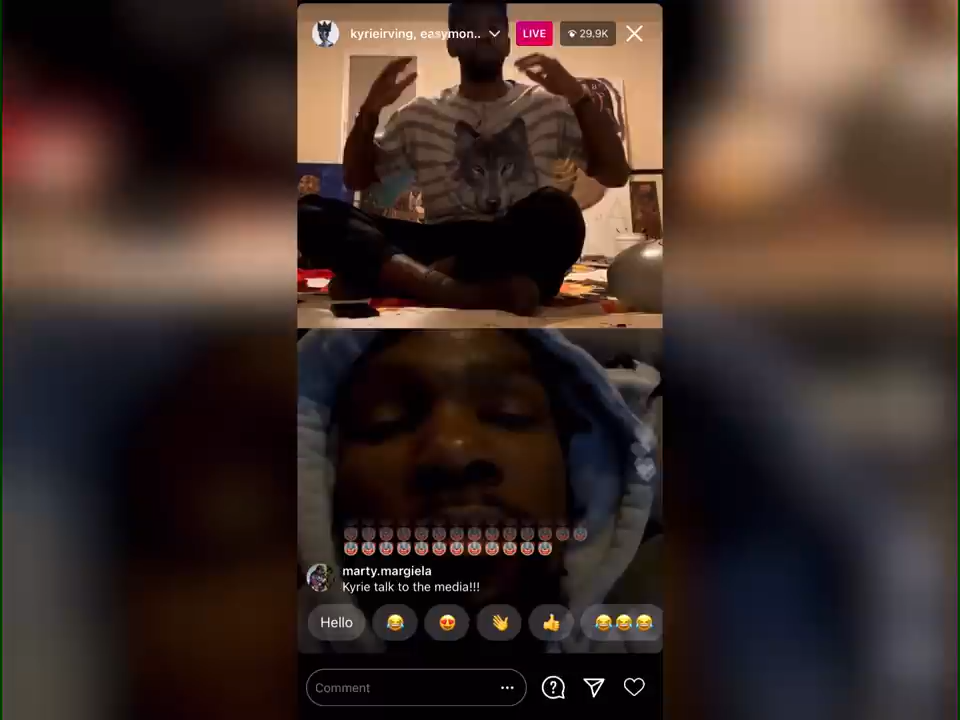 kyrieirving, easymon..
LIVE
29.9K
marty.margiela
Kyrie talk to the media!!!
Hello
Comment